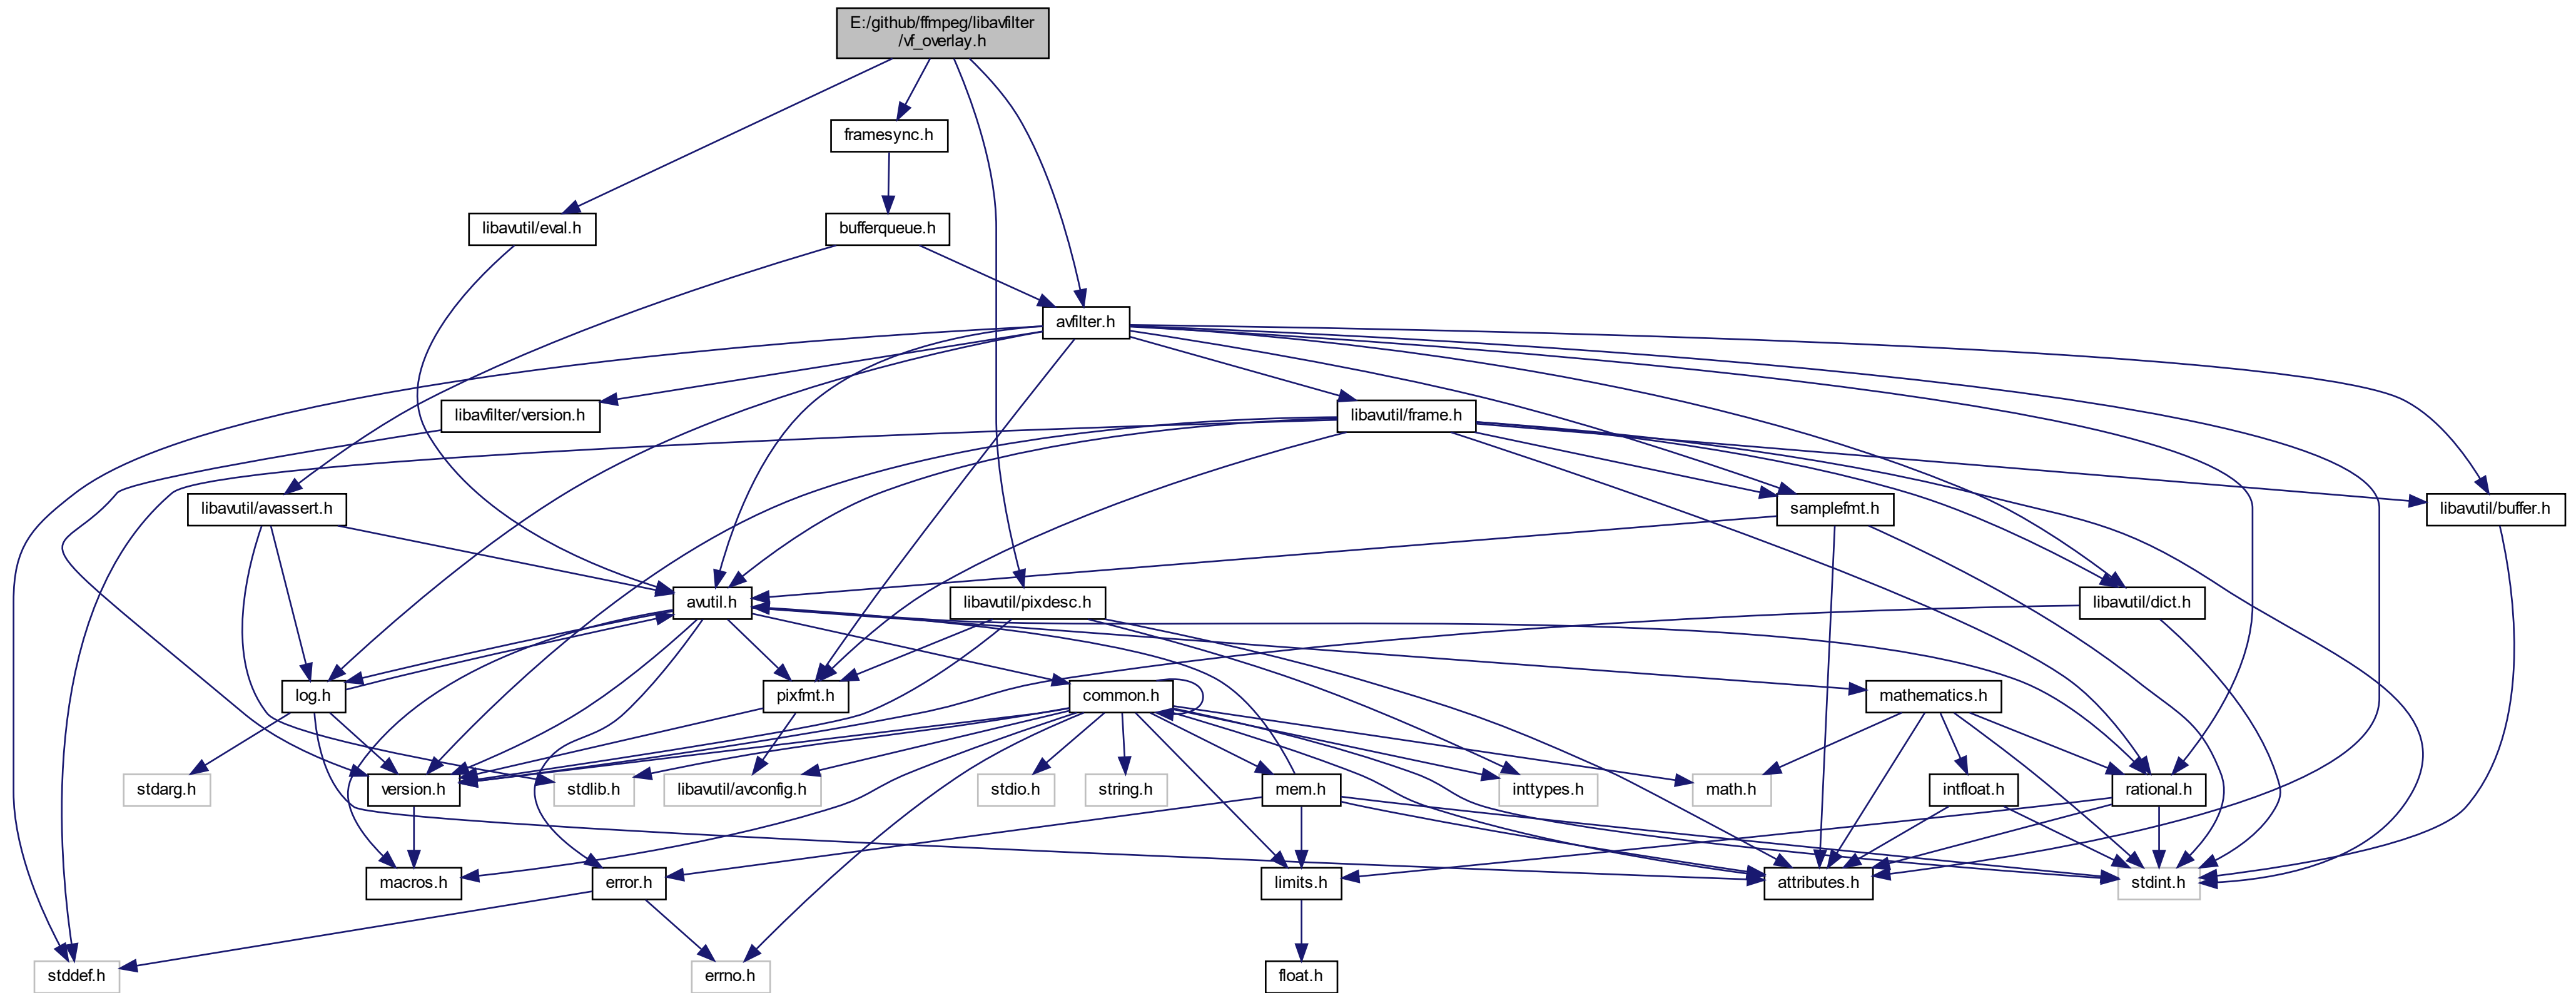 E:/github/ffmpeg/libavfilter
/vf_overlay.h
framesync.h
libavutil/eval.h
bufferqueue.h
avfilter.h
libavfilter/version.h
libavutil/frame.h
libavutil/avassert.h
samplefmt.h
libavutil/buffer.h
avutil.h
libavutil/pixdesc.h
libavutil/dict.h
log.h
pixfmt.h
common.h
mathematics.h
stdarg.h
version.h
stdlib.h
libavutil/avconfig.h
stdio.h
string.h
mem.h
inttypes.h
math.h
intfloat.h
rational.h
macros.h
error.h
limits.h
attributes.h
stdint.h
stddef.h
errno.h
float.h